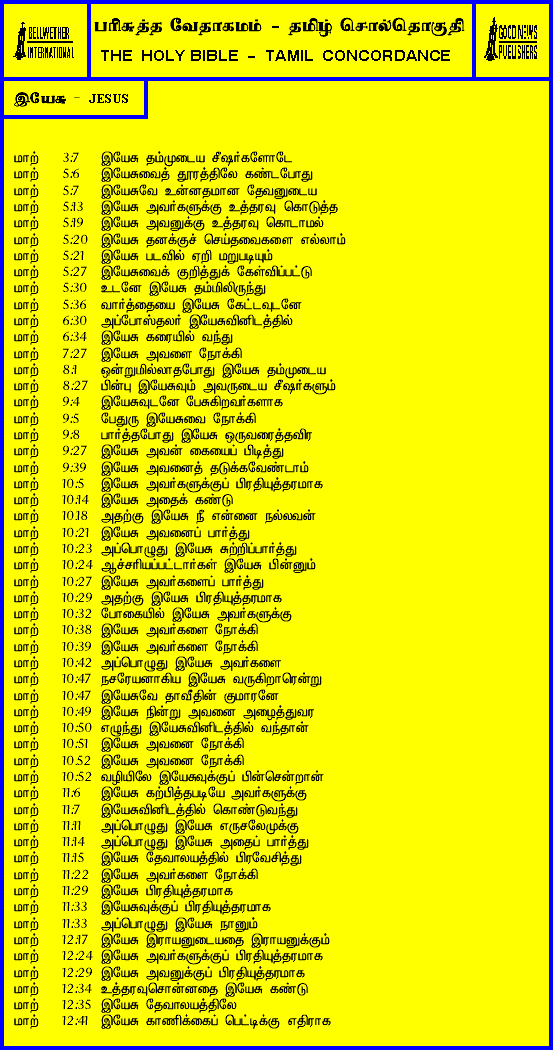 BELLWETHER
INTERNATIONAL
பரிசுத்த வேதாகமம் - தமிழ் சொல்தொகுதி
THE HOLY BIBLE - TAMIL CONCORDANCE
GOOD NEWS
PUBLISHERS
இயேசு - JESUS
மாற் 3:7 இயேசு தம்முடைய சீஷர்களோடே
மாற் 5:6 இயேசுவைத் தூரத்திலே கண்டபோது
மாற் 5:7 இயேசுவே உன்னதமான தேவனுடைய
மாற் 5:13 இயேசு அவர்களுக்கு உத்தரவு கொடுத்த
மாற் 5:19 இயேசு அவனுக்கு உத்தரவு கொடாமல்
மாற் 5:20 இயேசு தனக்குச் செய்தவைகளை எல்லாம்
மாற் 5:21 இயேசு படவில் ஏறி மறுபடியும்
மாற் 5:27 இயேசுவைக் குறித்துக் கேள்விப்பட்டு
மாற் 5:30 உடனே இயேசு தம்மிலிருந்து
மாற் 5:36 வார்த்தையை இயேசு கேட்டவுடனே
மாற் 6:30 அப்போஸ்தலர் இயேசுவினிடத்தில்
மாற் 6:34 இயேசு கரையில் வந்து
மாற் 7:27 இயேசு அவளை நோக்கி
மாற் 8:1 ஒன்றுமில்லாதபோது இயேசு தம்முடைய
மாற் 8:27 பின்பு இயேசுவும் அவருடைய சீஷர்களும்
மாற் 9:4 இயேசுவுடனே பேசுகிறவர்களாக
மாற் 9:5 பேதுரு இயேசுவை நோக்கி
மாற் 9:8 பார்த்தபோது இயேசு ஒருவரைத்தவிர
மாற் 9:27 இயேசு அவன் கையைப் பிடித்து
மாற் 9:39 இயேசு அவனைத் தடுக்கவேண்டாம்
மாற் 10:5 இயேசு அவர்களுக்குப் பிரதியுத்தரமாக
மாற் 10:14 இயேசு அதைக் கண்டு
மாற் 10:18 அதற்கு இயேசு நீ என்னை நல்லவன்
மாற் 10:21 இயேசு அவனைப் பார்த்து
மாற் 10:23 அப்பொழுது இயேசு சுற்றிப்பார்த்து
மாற் 10:24 ஆச்சரியப்பட்டார்கள் இயேசு பின்னும்
மாற் 10:27 இயேசு அவர்களைப் பார்த்து
மாற் 10:29 அதற்கு இயேசு பிரதியுத்தரமாக
மாற் 10:32 போகையில் இயேசு அவர்களுக்கு
மாற் 10:38 இயேசு அவர்களை நோக்கி
மாற் 10:39 இயேசு அவர்களை நோக்கி
மாற் 10:42 அப்பொழுது இயேசு அவர்களை
மாற் 10:47 நசரேயனாகிய இயேசு வருகிறாரென்று
மாற் 10:47 இயேசுவே தாவீதின் குமாரனே
மாற் 10:49 இயேசு நின்று அவனை அழைத்துவர
மாற் 10:50 எழுந்து இயேசுவினிடத்தில் வந்தான்
மாற் 10:51 இயேசு அவனை நோக்கி
மாற் 10:52 இயேசு அவனை நோக்கி
மாற் 10:52 வழியிலே இயேசுவுக்குப் பின்சென்றான்
மாற் 11:6 இயேசு கற்பித்தபடியே அவர்களுக்கு
மாற் 11:7 இயேசுவினிடத்தில் கொண்டுவந்து
மாற் 11:11 அப்பொழுது இயேசு எருசலேமுக்கு
மாற் 11:14 அப்பொழுது இயேசு அதைப் பார்த்து
மாற் 11:15 இயேசு தேவாலயத்தில் பிரவேசித்து
மாற் 11:22 இயேசு அவர்களை நோக்கி
மாற் 11:29 இயேசு பிரதியுத்தரமாக
மாற் 11:33 இயேசுவுக்குப் பிரதியுத்தரமாக
மாற் 11:33 அப்பொழுது இயேசு நானும்
மாற் 12:17 இயேசு இராயனுடையதை இராயனுக்கும்
மாற் 12:24 இயேசு அவர்களுக்குப் பிரதியுத்தரமாக
மாற் 12:29 இயேசு அவனுக்குப் பிரதியுத்தரமாக
மாற் 12:34 உத்தரவுசொன்னதை இயேசு கண்டு
மாற் 12:35 இயேசு தேவாலயத்திலே
மாற் 12:41 இயேசு காணிக்கைப் பெட்டிக்கு எதிராக